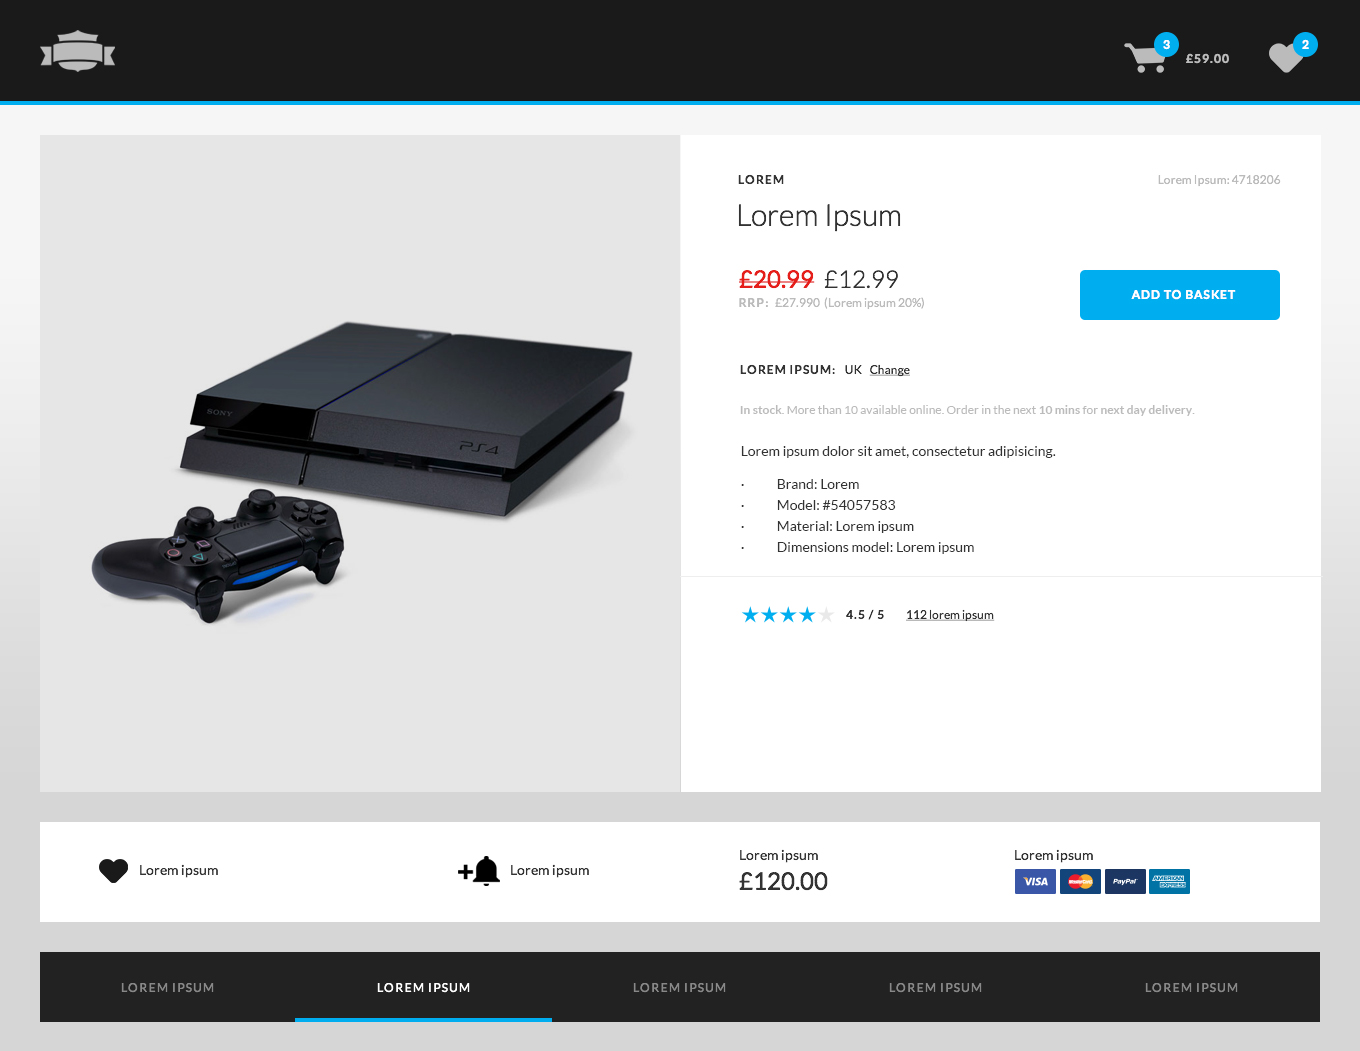 3
£59.00
2
LOREM
Lorem Ipsum: 4718206
Lorem Ipsum
£20.99 £12.99
RRP: £27.990 (Lorem ipsum 20%)
ADD TO BASKET
LOREM IPSUM: UK Change
In stock. More than 10 available online. Order in the next 10 mins for next day delivery.
Lorem ipsum dolor sit amet, consectetur adipisicing.
· Brand: Lorem
· Model: #54057583
· Material: Lorem ipsum
· Dimensions model: Lorem ipsum
4.5 / 5 112 lorem ipsum
SONY
PS4
Lorem ipsum
Lorem ipsum
Lorem ipsum
£120.00
Lorem ipsum
VISA MasterCard PayPal AMERICAN EXPRESS
LOREM IPSUM LOREM IPSUM LOREM IPSUM LOREM IPSUM LOREM IPSUM